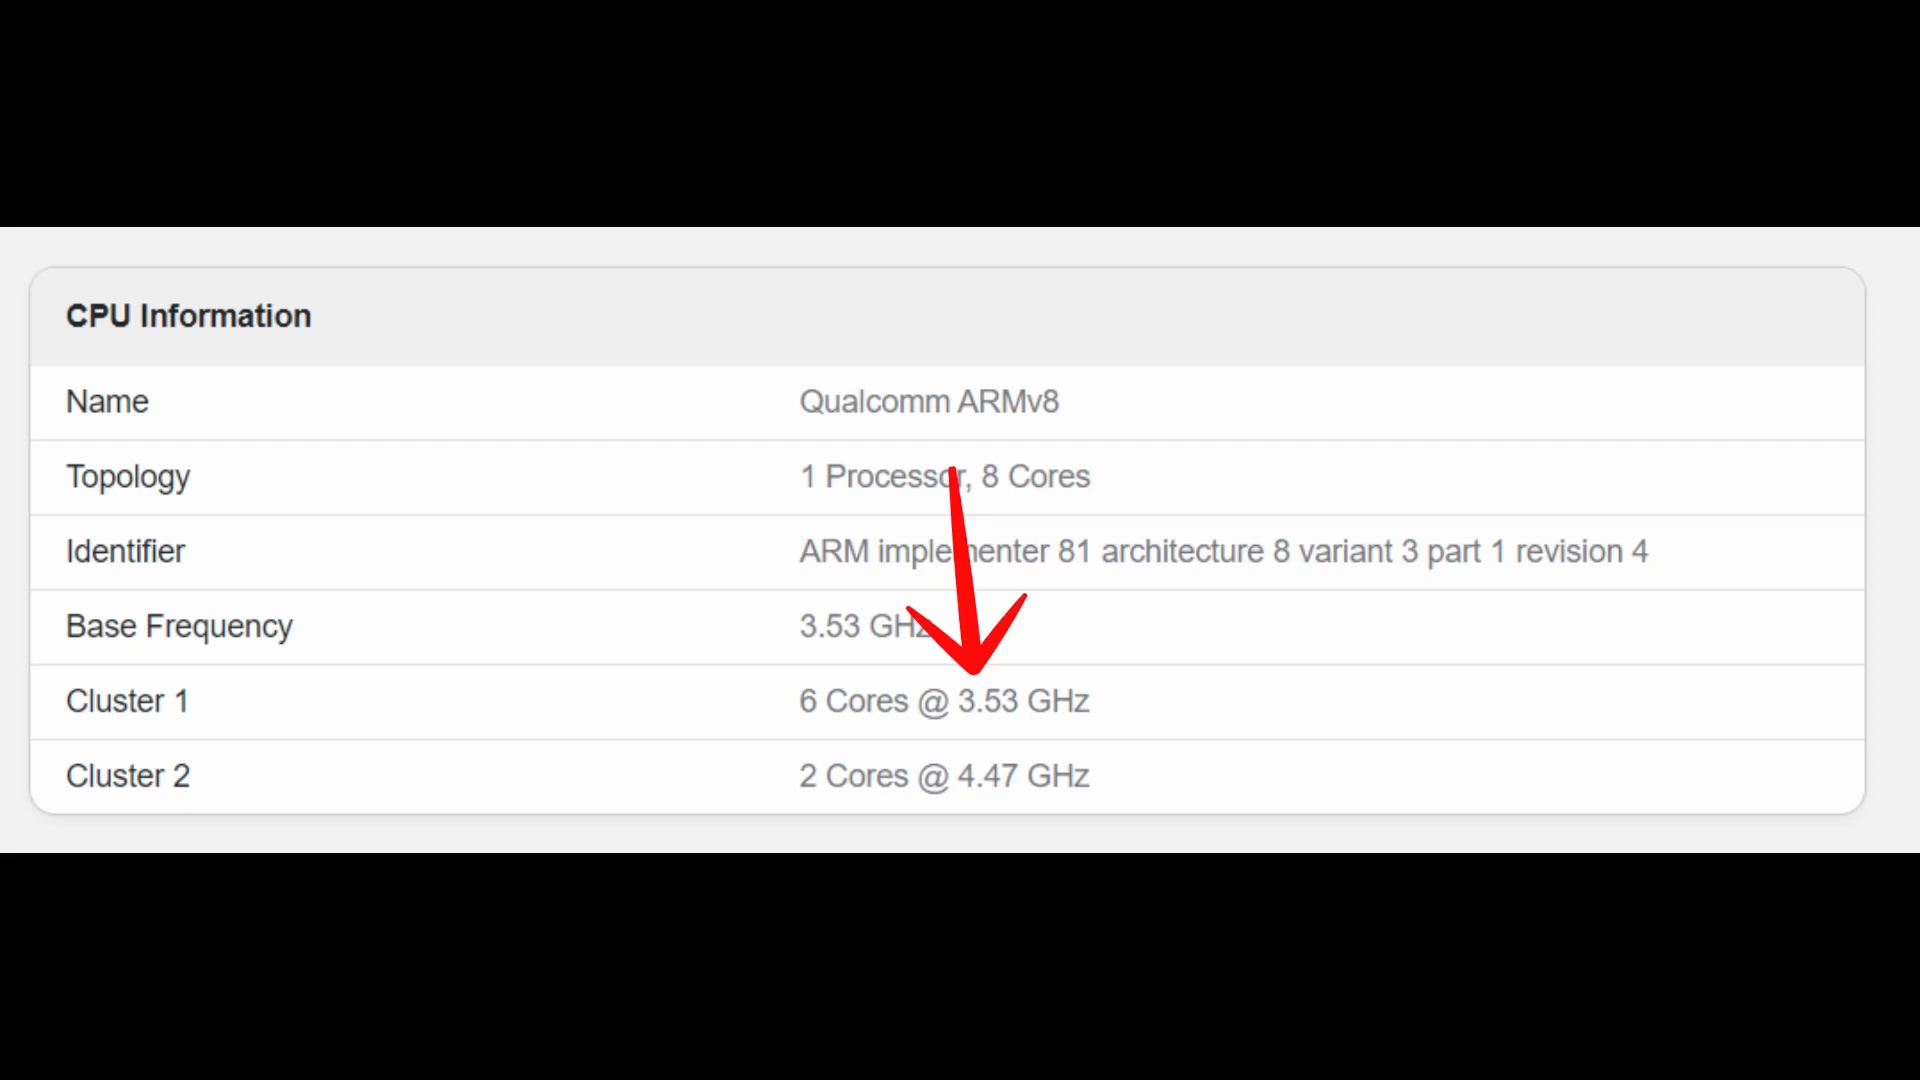 CPU Information
Name Qualcomm ARMv8
Topology 1 Processor, 8 Cores
Identifier ARM implementer 81 architecture 8 variant 3 part 1 revision 4
Base Frequency 3.53 GHz
Cluster 1 6 Cores @ 3.53 GHz
Cluster 2 2 Cores @ 4.47 GHz